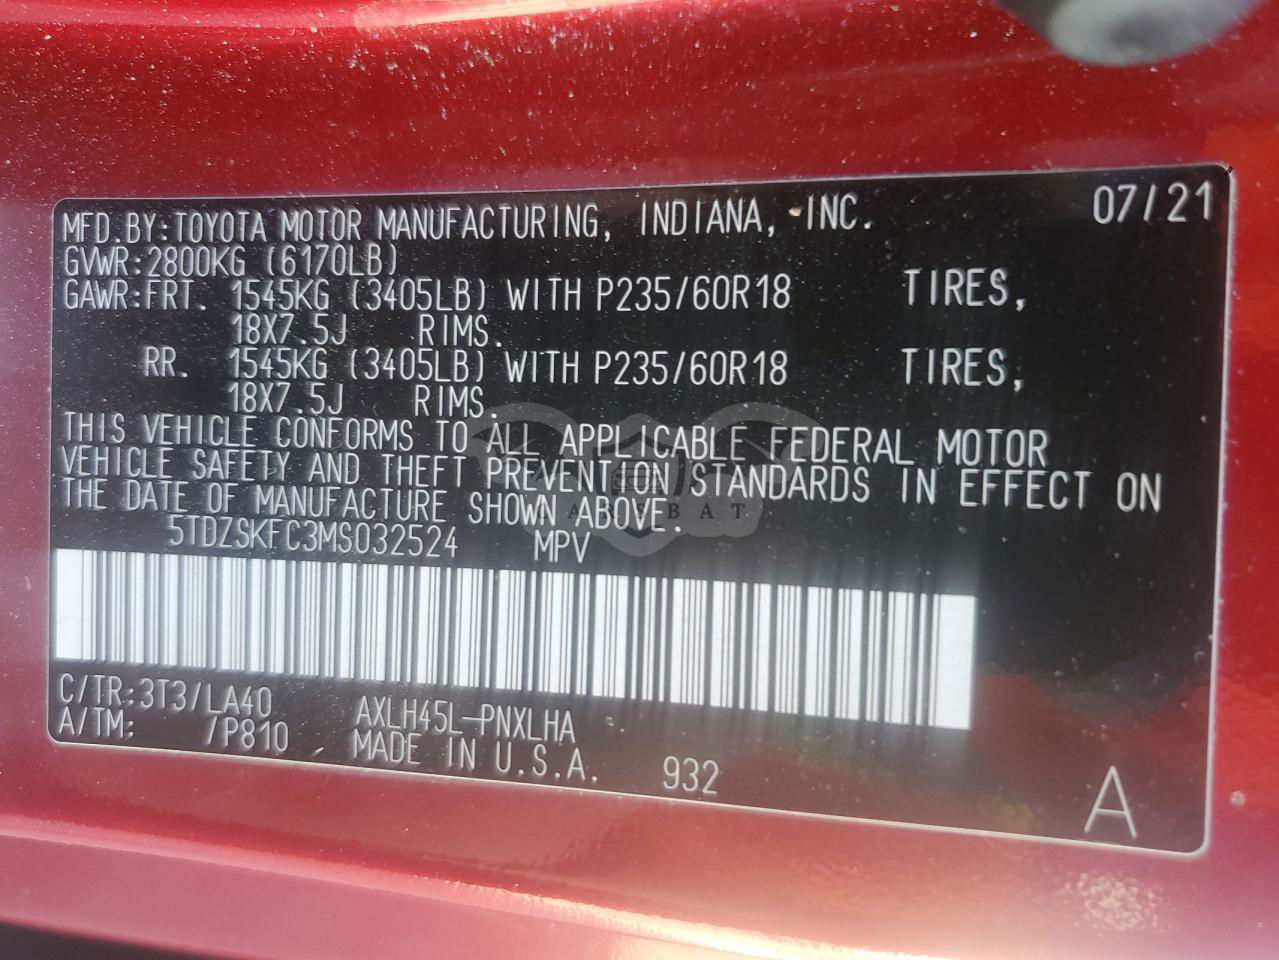 07/21
MFD.BY:TOYOTA MOTOR MANUFACTURING, INDIANA, INC.
GVWR:2800KG (6170LB)
GAWR:FRT. 1545KG (3405LB) WITH P235/60R18 TIRES,
18X7.5J RIMS.
RR. 1545KG (3405LB) WITH P235/60R18 TIRES,
18X7.5J RIMS.
THIS VEHICLE CONFORMS TO ALL APPLICABLE FEDERAL MOTOR
VEHICLE SAFETY AND THEFT PREVENTION STANDARDS IN EFFECT ON
THE DATE OF MANUFACTURE SHOWN ABOVE.
5TDZSKFC3MS032524 MPV
C/TR:3T3/LA40 AXLH45L-PNXLHA
A/TM: /P810 MADE IN U.S.A. 932
A